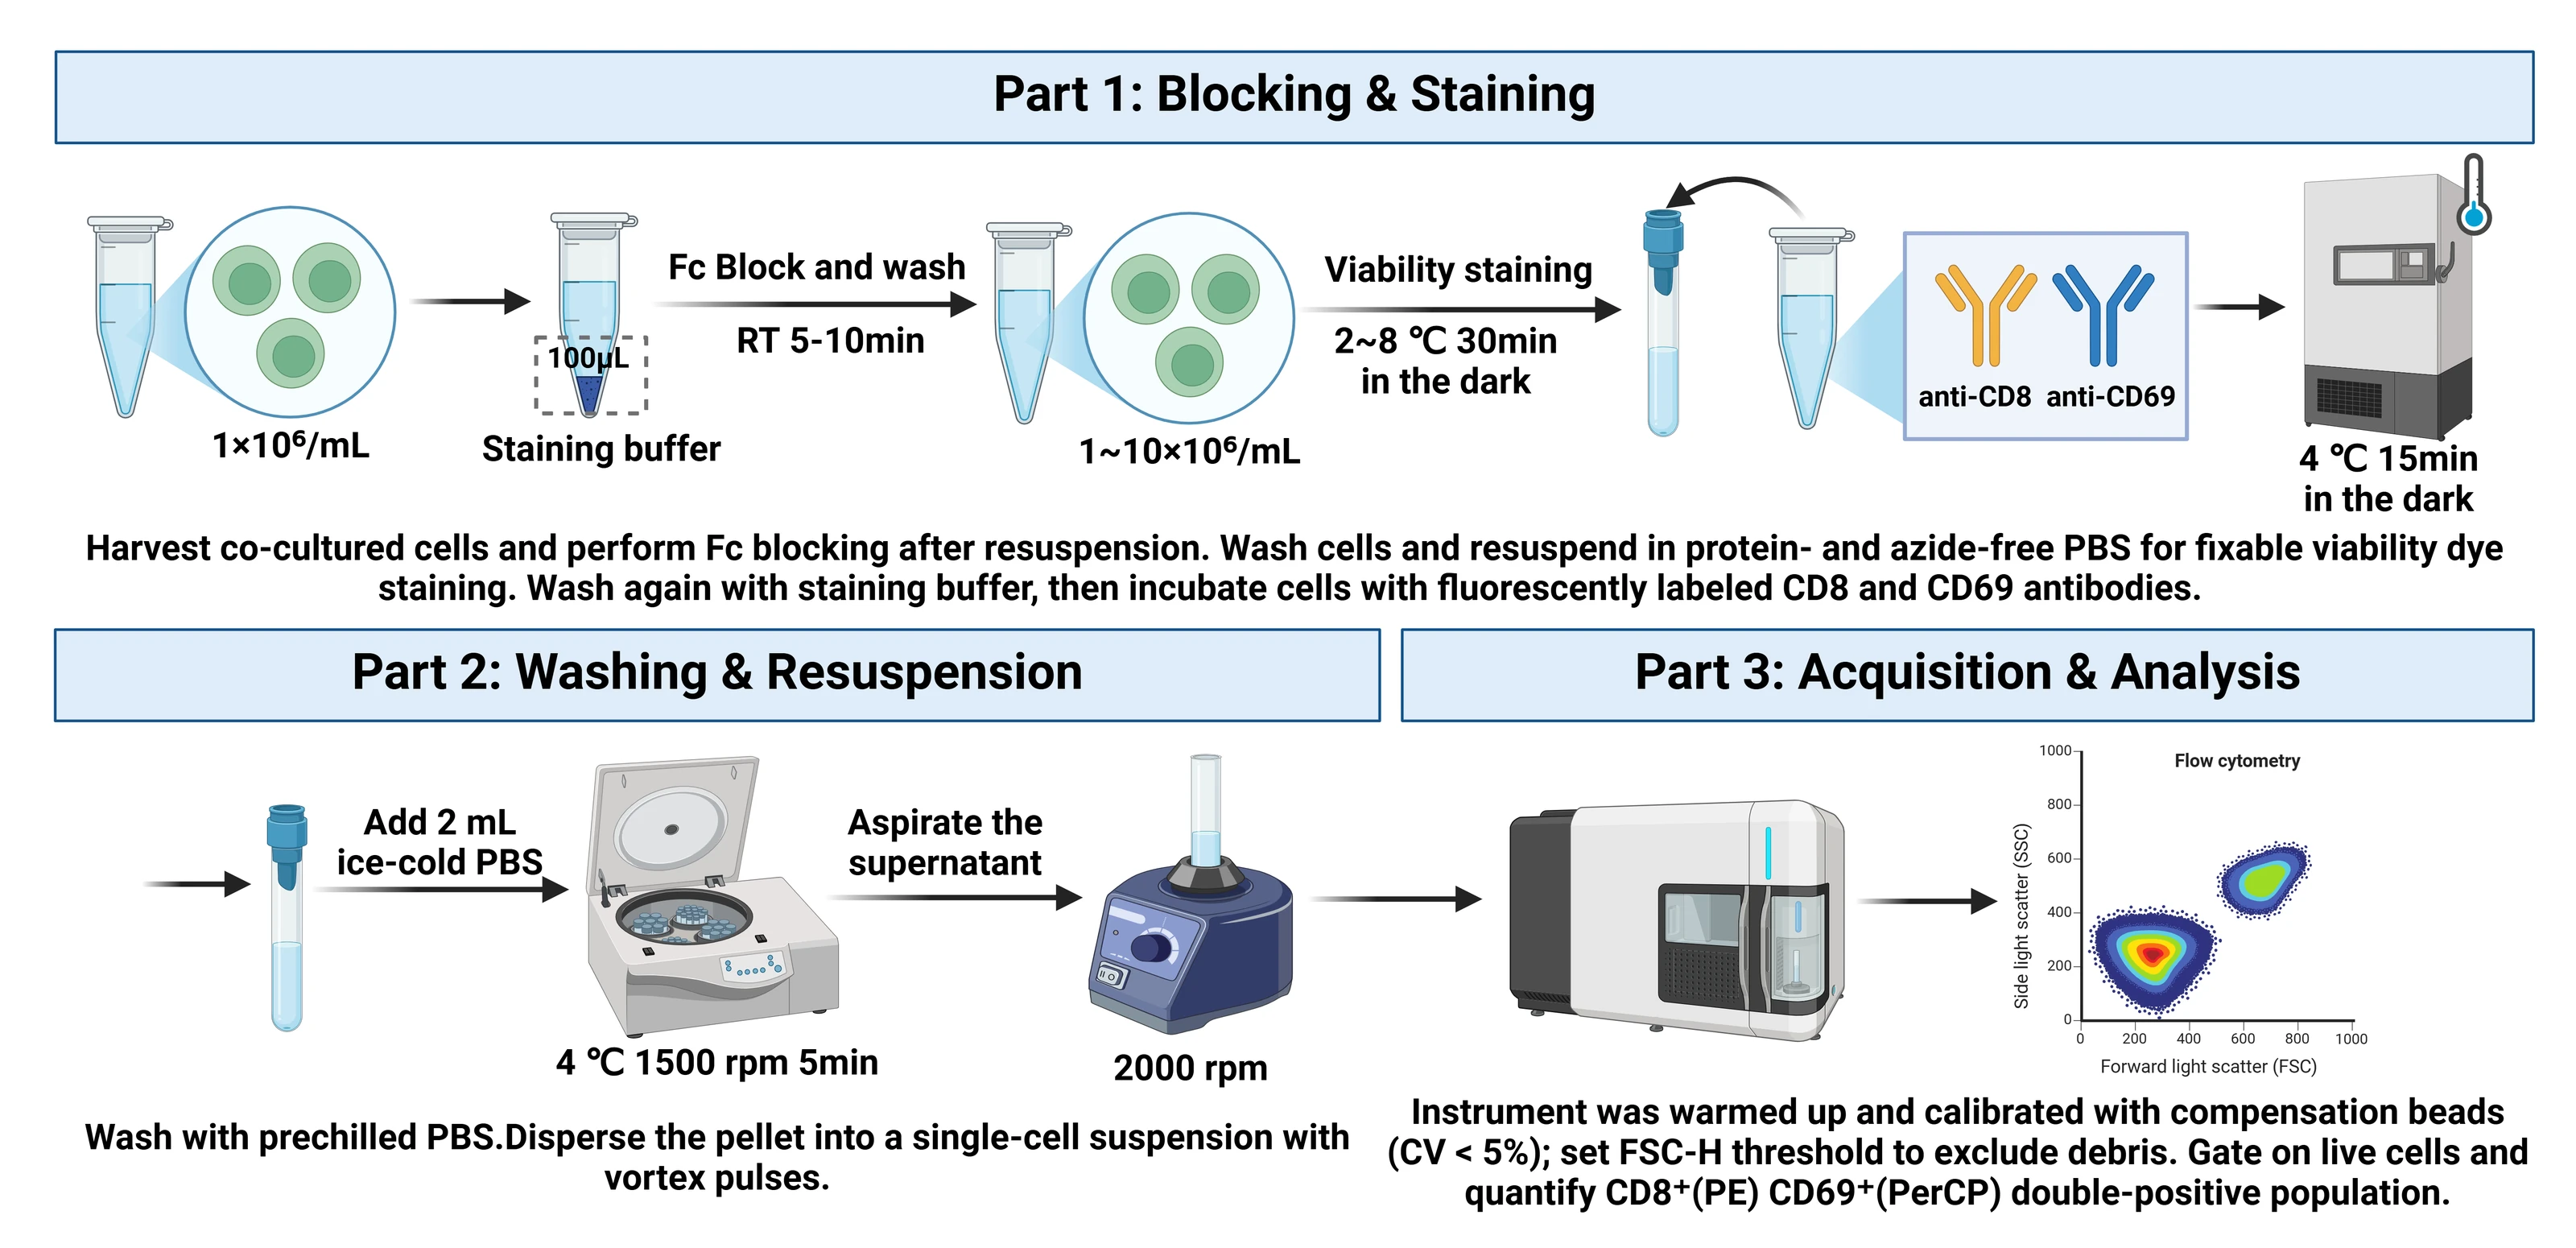 Part 1: Blocking & Staining
1×10⁶/mL
100μL
Staining buffer
Fc Block and wash
RT 5-10min
1~10×10⁶/mL
Viability staining
2~8 ℃ 30min
in the dark
anti-CD8 anti-CD69
4 ℃ 15min
in the dark
Harvest co-cultured cells and perform Fc blocking after resuspension. Wash cells and resuspend in protein- and azide-free PBS for fixable viability dye
staining. Wash again with staining buffer, then incubate cells with fluorescently labeled CD8 and CD69 antibodies.
Part 2: Washing & Resuspension
Add 2 mL
ice-cold PBS
4 ℃ 1500 rpm 5min
Aspirate the
supernatant
2000 rpm
Wash with prechilled PBS.Disperse the pellet into a single-cell suspension with
vortex pulses.
Part 3: Acquisition & Analysis
Flow cytometry
Side light scatter (SSC)
1000
800
600
400
200
0
0 200 400 600 800 1000
Forward light scatter (FSC)
Instrument was warmed up and calibrated with compensation beads
(CV < 5%); set FSC-H threshold to exclude debris. Gate on live cells and
quantify CD8⁺(PE) CD69⁺(PerCP) double-positive population.